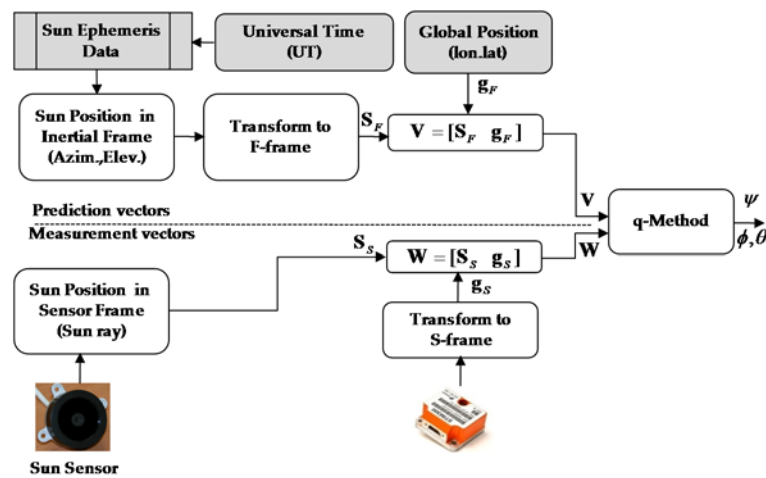 Sun Ephemeris
Data
Universal Time
(UT)
Global Position
(lon.lat)
g_F
Sun Position in
Inertial Frame
(Azim.,Elev.)
Transform to
F-frame
S_F
V = [S_F g_F]
V
Prediction vectors
Measurement vectors
q-Method
ψ
ϕ,θ
W
S_S
W = [S_S g_S]
g_S
Sun Position in
Sensor Frame
(Sun ray)
Transform to
S-frame
Sun Sensor